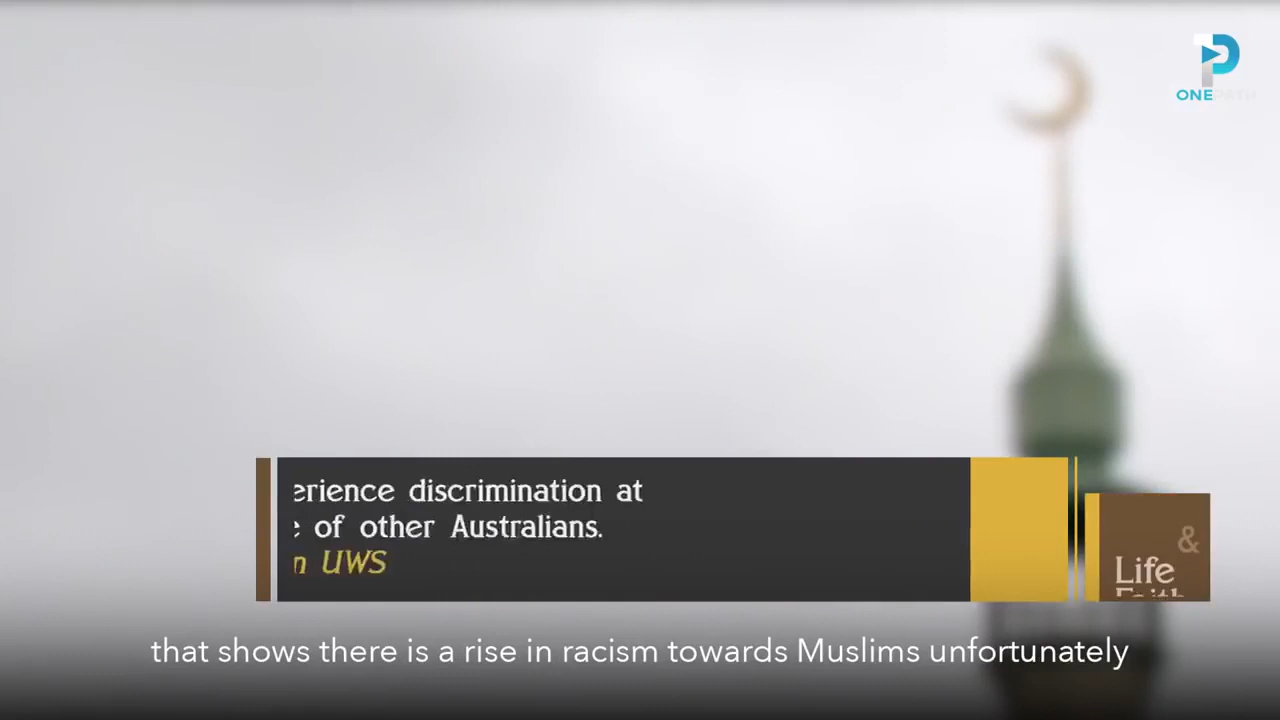 ONEPATH
erience discrimination at
of other Australians.
n UWS
&
Life
Faith
that shows there is a rise in racism towards Muslims unfortunately